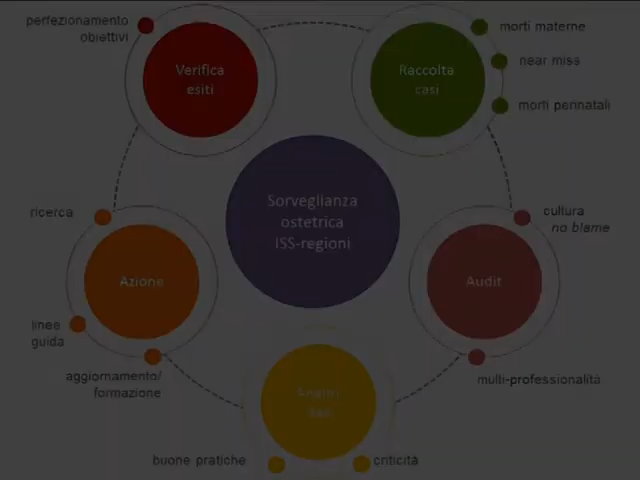 perfezionamento
obiettivi
Verifica
esiti
Raccolta
casi
morti materne
near miss
morti perinatali
Sorveglianza
ostetrica
ISS-regioni
ricerca
Azione
linee
guida
aggiornamento/
formazione
cultura
no blame
Audit
multi-professionalità
buone pratiche
criticità